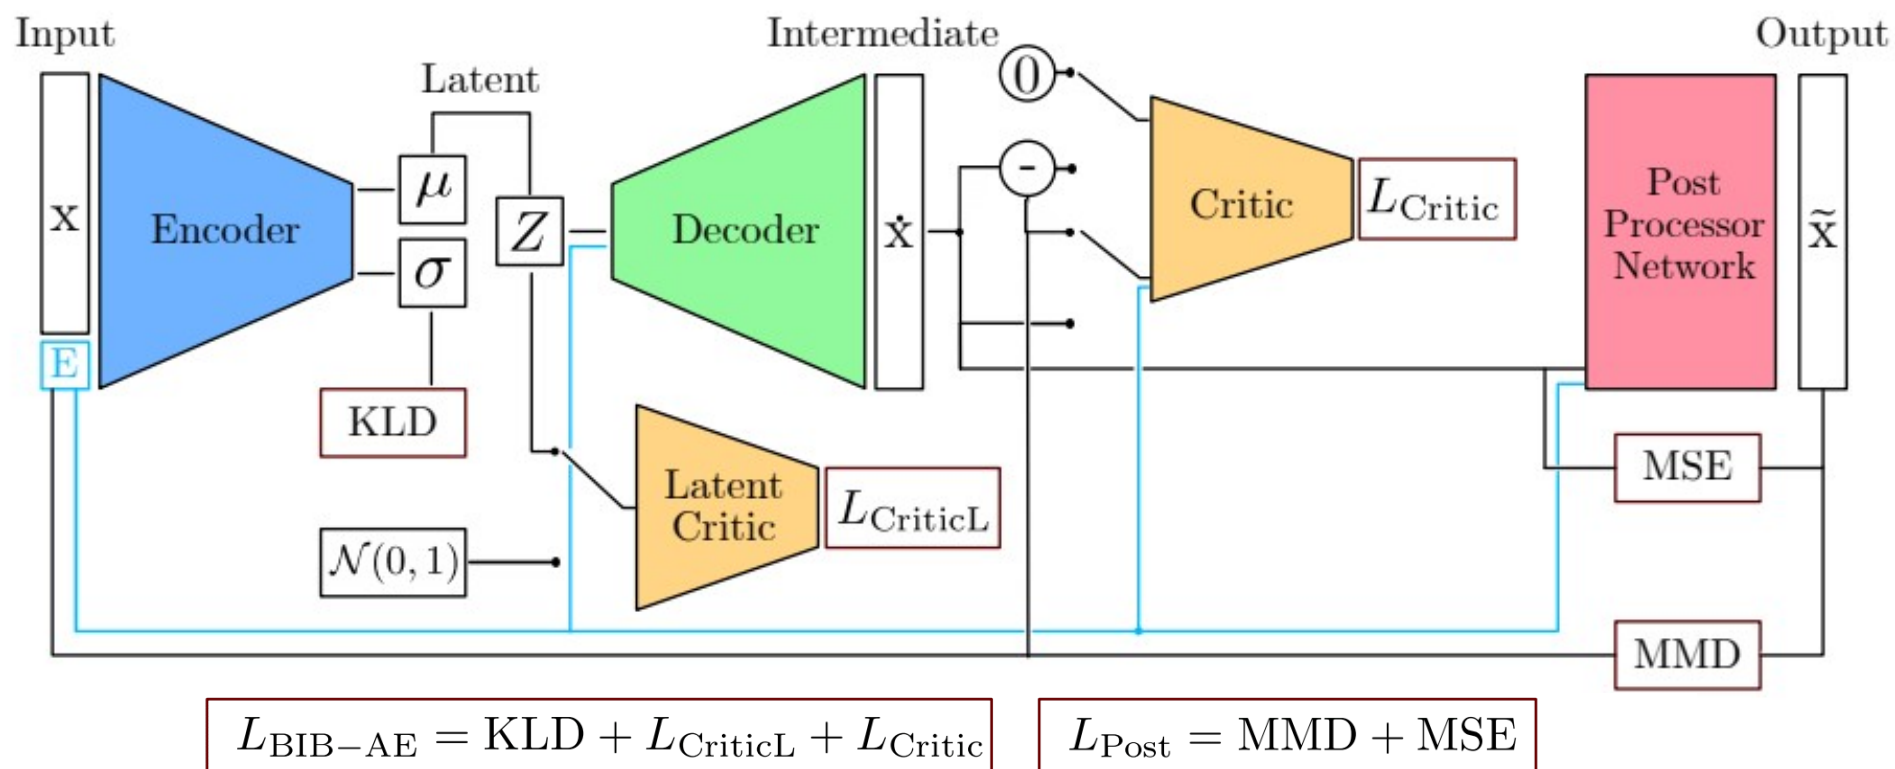 Input
Intermediate
Output
Latent
0
x
Encoder
μ
σ
Z
Decoder
ẋ
-
Critic
L_Critic
Post
Processor
Network
x̃
E
KLD
Latent
Critic
L_CriticL
MSE
𝒩(0, 1)
MMD
L_BIB−AE = KLD + L_CriticL + L_Critic
L_Post = MMD + MSE